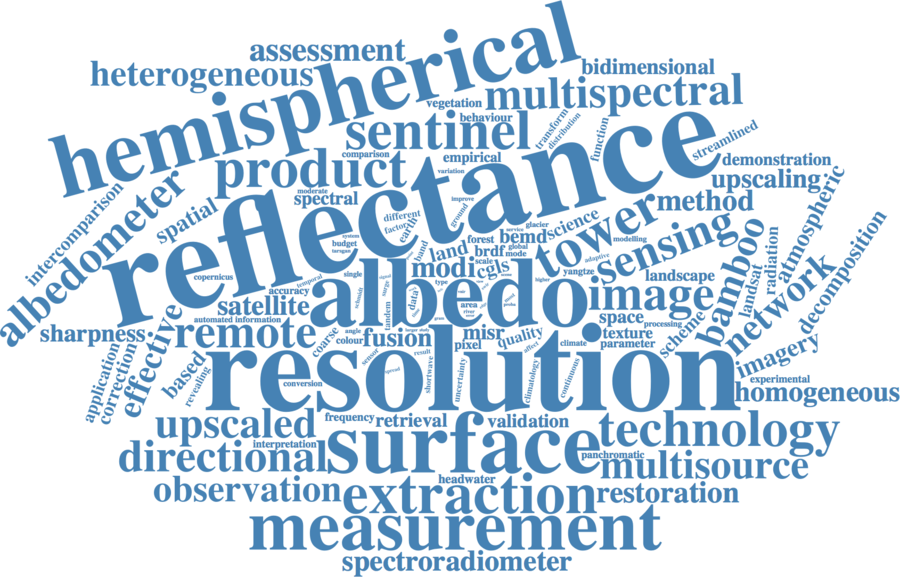 assessment
heterogeneous
hemispherical
bidimensional
multispectral
vegetation
behaviour
sentinel
transform
distribution
function
streamlined
comparison
product
empirical
variation
reflectance
demonstration
upscaling
method
atmospheric
intercomparison
albedometer
spatial
moderate
spectral
improve
different
factor
earth
ground
glacier
service
science
tower
system
budget
band
land
forest
bemd
global
mode
modelling
brdf
scale
sensing
bamboo
radiation
landsat
network
decomposition
copernicus
accuracy
temporal
single
modi
cgls
type
adaptive
yangtze
higher
landscape
albedo
image
satellite
data
area
river
space
texture
processing
parameter
scheme
imagery
sharpness
automated information
remote
tandem
coarse
angle
colour
fusion
misr
pixel
quality
affect
climate
effective
application
correction
based
revealing
sensor
result
spread
shortwave
uncertainty
climatology
continuous
resolution
conversion
experimental
homogeneous
upscaled
frequency
retrieval
validation
technology
interpretation
surface
panchromatic
directional
multisource
headwater
observation
extraction
restoration
measurement
spectroradiometer